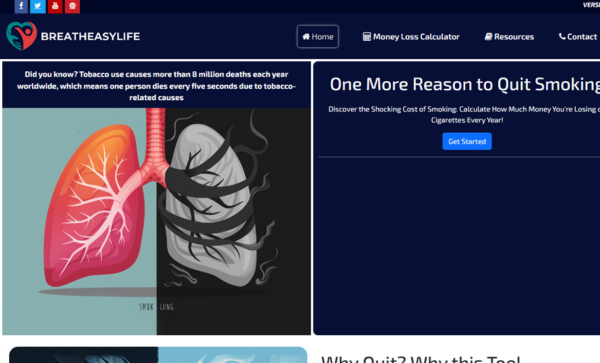 VERSI
BREATHEASYLIFE
Home
Money Loss Calculator
Resources
Contact
Did you know? Tobacco use causes more than 8 million deaths each year
worldwide, which means one person dies every five seconds due to tobacco-
related causes
One More Reason to Quit Smoking
Discover the Shocking Cost of Smoking: Calculate How Much Money You're Losing o
Cigarettes Every Year!
Get Started
SMOK LUNG
Why Quit? Why this Tool